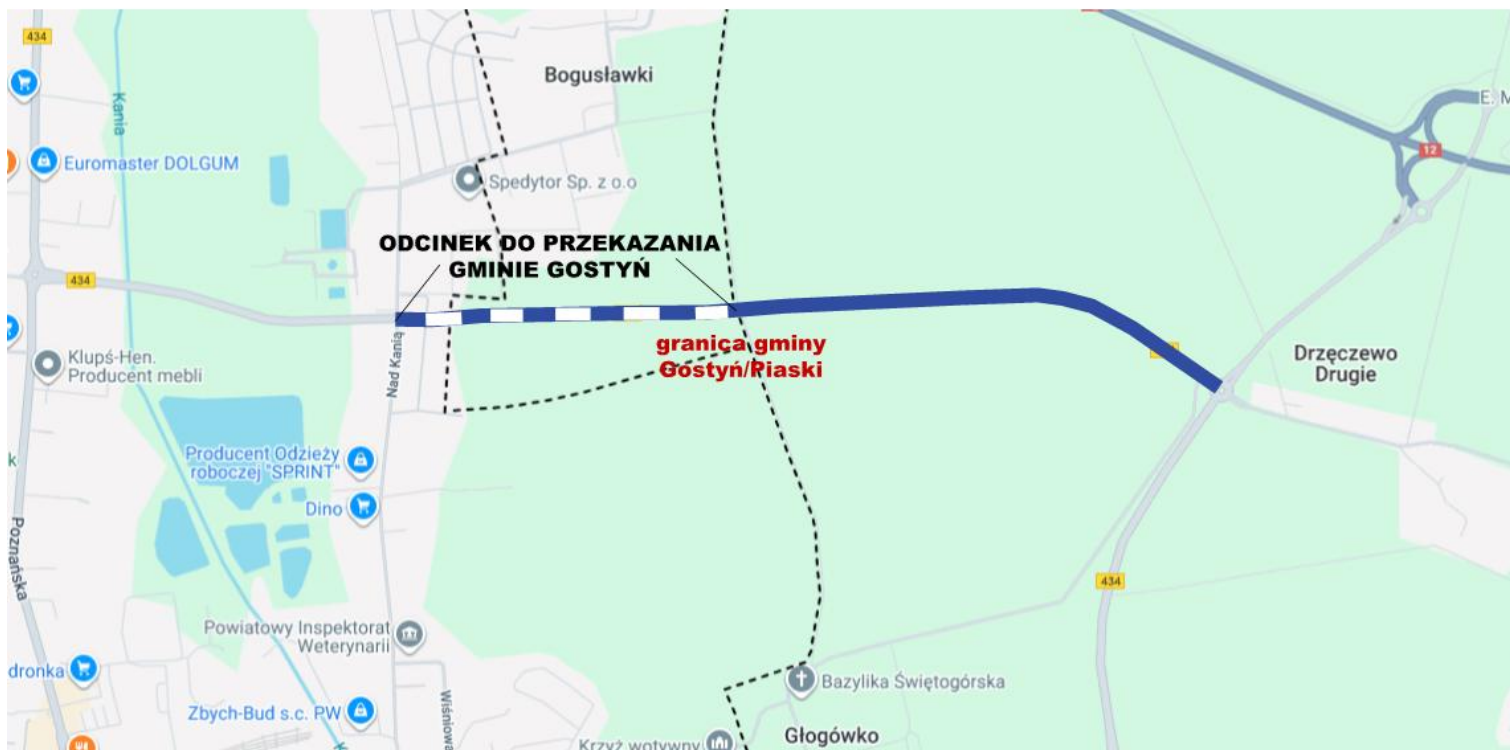 434
Kania
Bogusławki
E. M
12
Euromaster DOLGUM
Spedytor Sp. z o.o
ODCINEK DO PRZEKAZANIA
GMINIE GOSTYŃ
434
granica gminy
Gostyń/Piaski
Nad Kanią
Klupś-Hen.
Producent mebli
Drzęczewo
Drugie
k
Producent Odzieży
roboczej "SPRINT"
Dino
Poznańska
434
Powiatowy Inspektorat
Weterynarii
dronka
Bazylika Świętogórska
Zbych-Bud s.c. PW
Wiśniowa
K
Krzyż wotywny
Głogówko